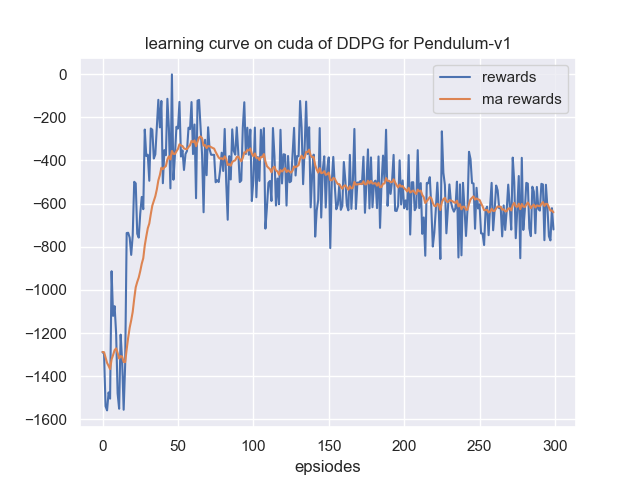 learning curve on cuda of DDPG for Pendulum-v1
rewards
ma rewards
0
−200
−400
−600
−800
−1000
−1200
−1400
−1600
0 50 100 150 200 250 300
epsiodes